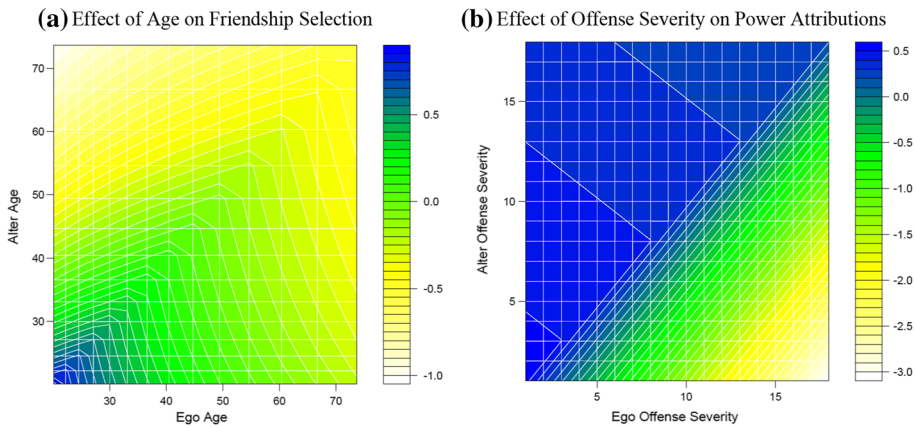 (a) Effect of Age on Friendship Selection
70
60
50
40
30
Alter Age
30 40 50 60 70
Ego Age
0.5
0.0
-0.5
-1.0
(b) Effect of Offense Severity on Power Attributions
15
10
5
Alter Offense Severity
5 10 15
Ego Offense Severity
0.5
0.0
-0.5
-1.0
-1.5
-2.0
-2.5
-3.0